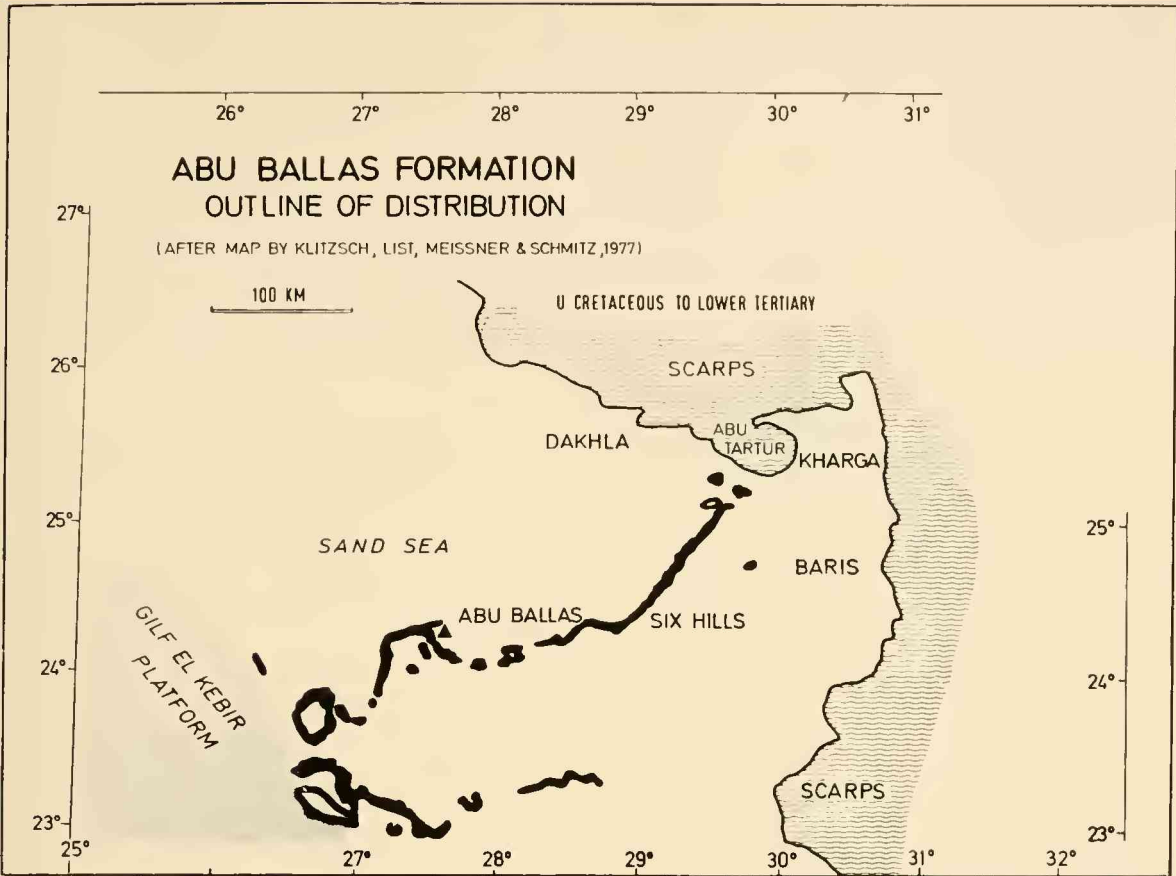 26° 27° 28° 29° 30° 31°
ABU BALLAS FORMATION
OUTLINE OF DISTRIBUTION
27°
(AFTER MAP BY KLITZSCH, LIST, MEISSNER & SCHMITZ, 1977)
100 KM
U CRETACEOUS TO LOWER TERTIARY
26°
SCARPS
ABU
TARTUR
DAKHLA
KHARGA
25°
25°
SAND SEA
BARIS
ABU BALLAS
SIX HILLS
GILF EL KEBIR
PLATFORM
24°
24°
SCARPS
23°
23°
25° 27° 28° 29° 30° 31° 32°